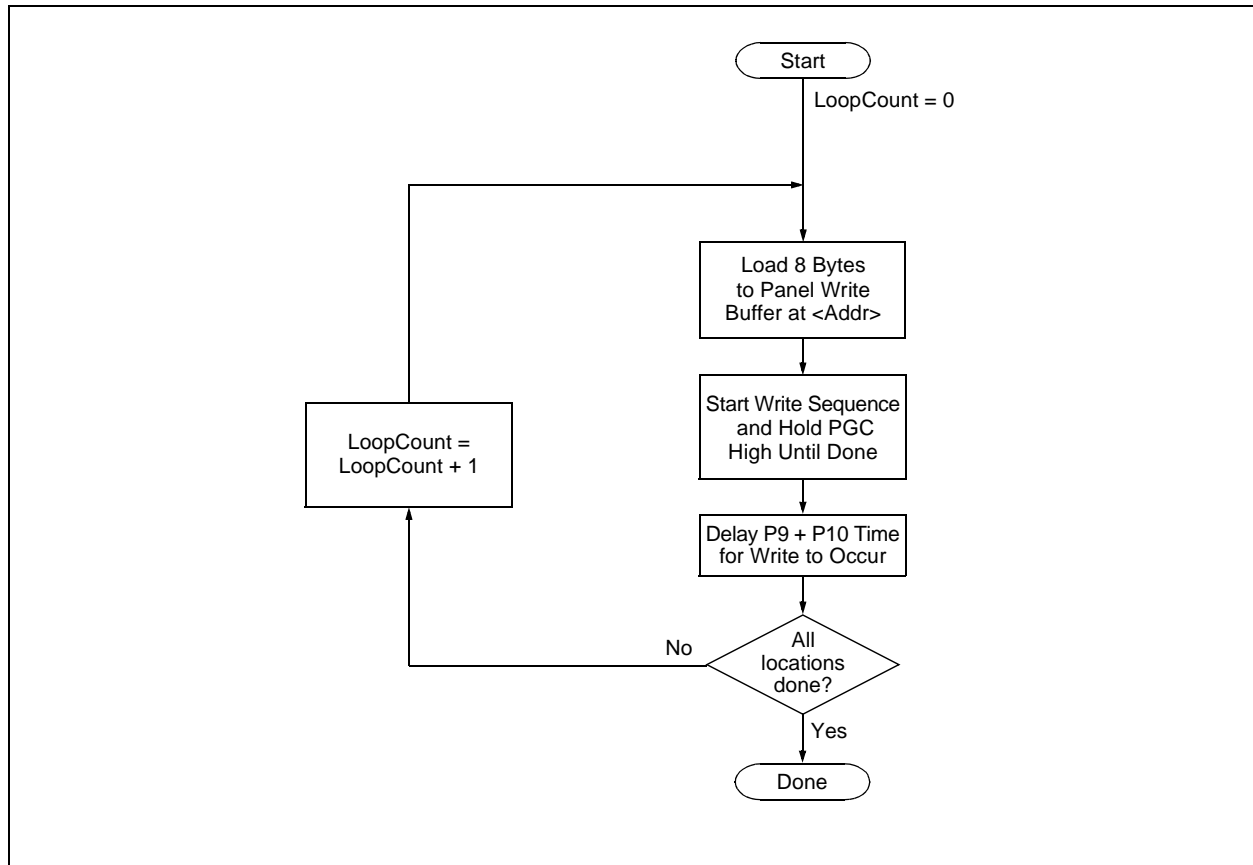 Start
LoopCount = 0
Load 8 Bytes
to Panel Write
Buffer at <Addr>
Start Write Sequence
and Hold PGC
High Until Done
LoopCount =
LoopCount + 1
Delay P9 + P10 Time
for Write to Occur
No
All
locations
done?
Yes
Done